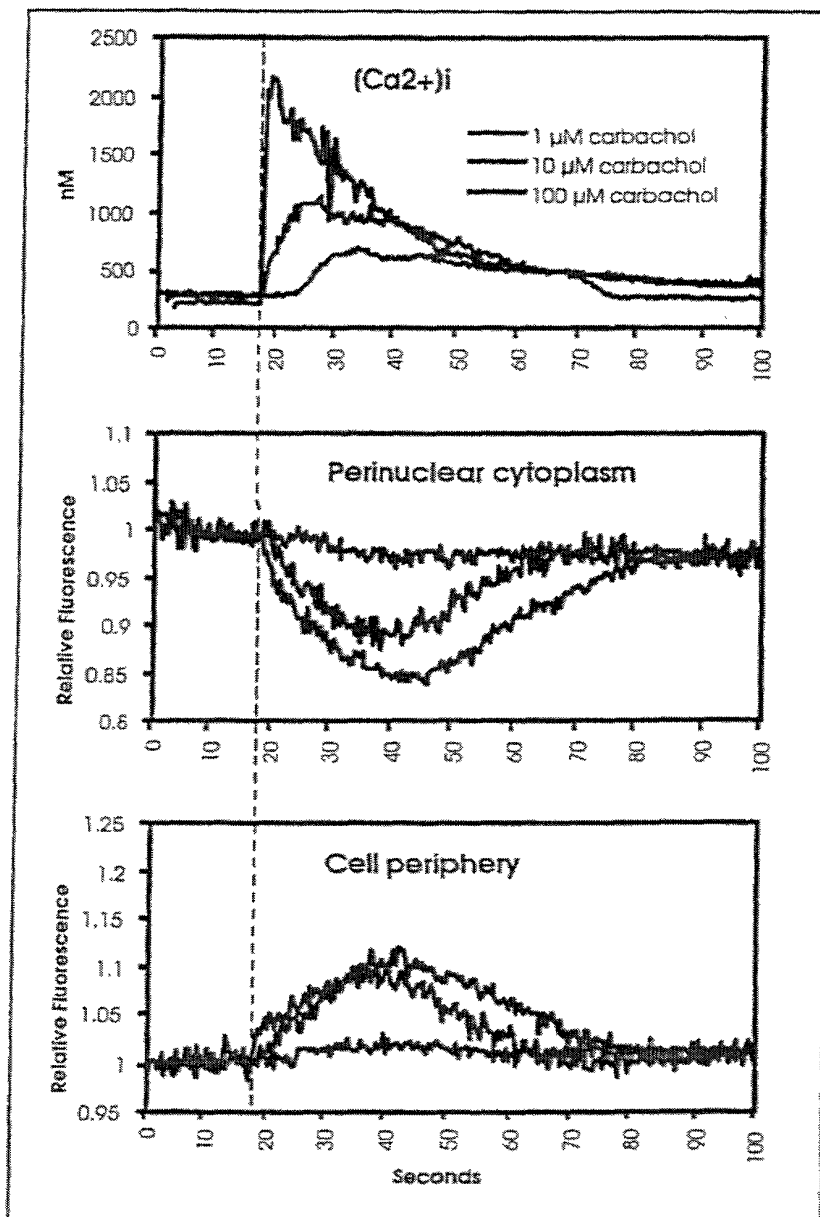 2500
2000
1500
1000
500
0
nM
(Ca2+)i
1 µM carbachol
10 µM carbachol
100 µM carbachol
0 10 20 30 40 50 60 70 80 90 100
1.1
1.05
1
0.95
0.9
0.85
0.8
Relative Fluorescence
Perinuclear cytoplasm
0 10 20 30 40 50 60 70 80 90 100
1.25
1.2
1.15
1.1
1.05
1
0.95
Relative Fluorescence
Cell periphery
0 10 20 30 40 50 60 70 80 90 100
Seconds